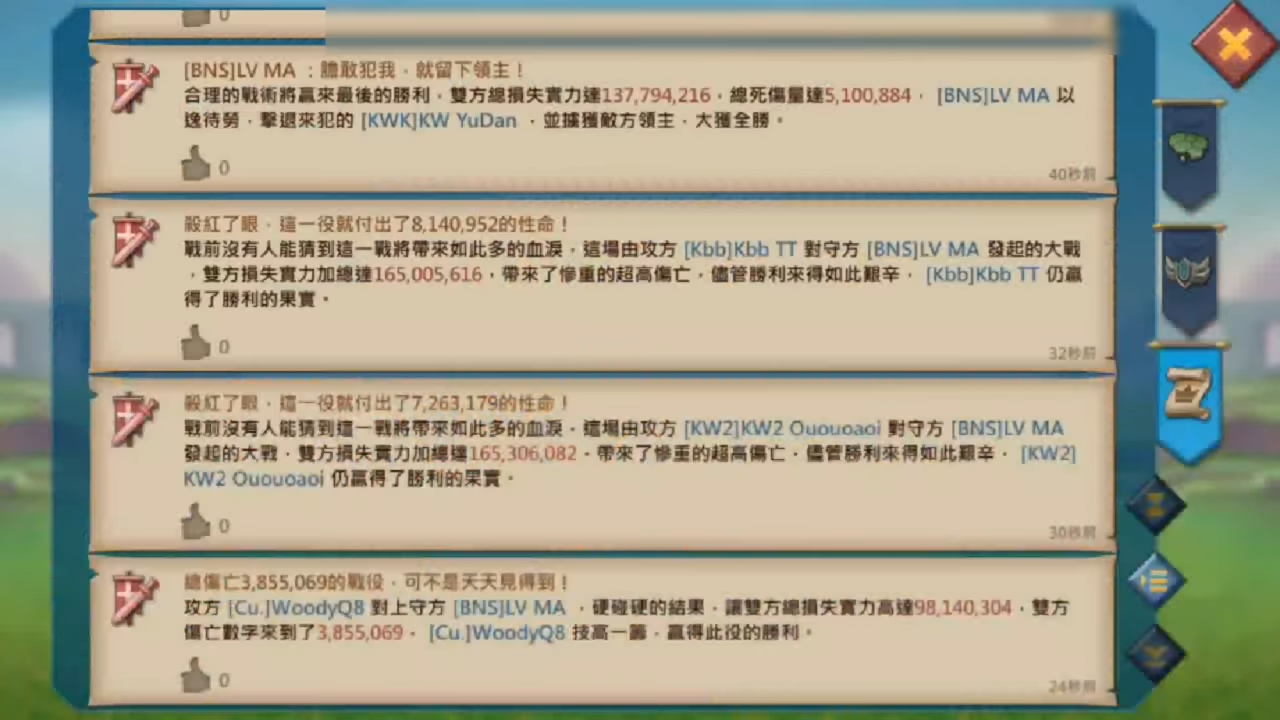 0
[BNS]LV MA ：膽敢犯我，就留下領主！
合理的戰術將贏來最後的勝利，雙方總損失實力達137,794,216，總死傷量達5,100,884， [BNS]LV MA 以
逸待勞，擊退來犯的 [KWK]KW YuDan ，並擄獲敵方領主，大獲全勝。
0
40秒前
殺紅了眼，這一役就付出了8,140,952的性命！
戰前沒有人能猜到這一戰將帶來如此多的血淚，這場由攻方 [Kbb]Kbb TT 對守方 [BNS]LV MA 發起的大戰
，雙方損失實力加總達165,005,616，帶來了慘重的超高傷亡，儘管勝利來得如此艱辛， [Kbb]Kbb TT 仍贏
得了勝利的果實。
0
32秒前
殺紅了眼，這一役就付出了7,263,179的性命！
戰前沒有人能猜到這一戰將帶來如此多的血淚，這場由攻方 [KW2]KW2 Ououoaoi 對守方 [BNS]LV MA
發起的大戰，雙方損失實力加總達165,306,082，帶來了慘重的超高傷亡，儘管勝利來得如此艱辛， [KW2]
KW2 Ououoaoi 仍贏得了勝利的果實。
0
30秒前
總傷亡3,855,069的戰役，可不是天天見得到！
攻方 [Cu.]WoodyQ8 對上守方 [BNS]LV MA ，硬碰硬的結果，讓雙方總損失實力高達98,140,304，雙方
傷亡數字來到了3,855,069， [Cu.]WoodyQ8 技高一籌，贏得此役的勝利。
0
24秒前